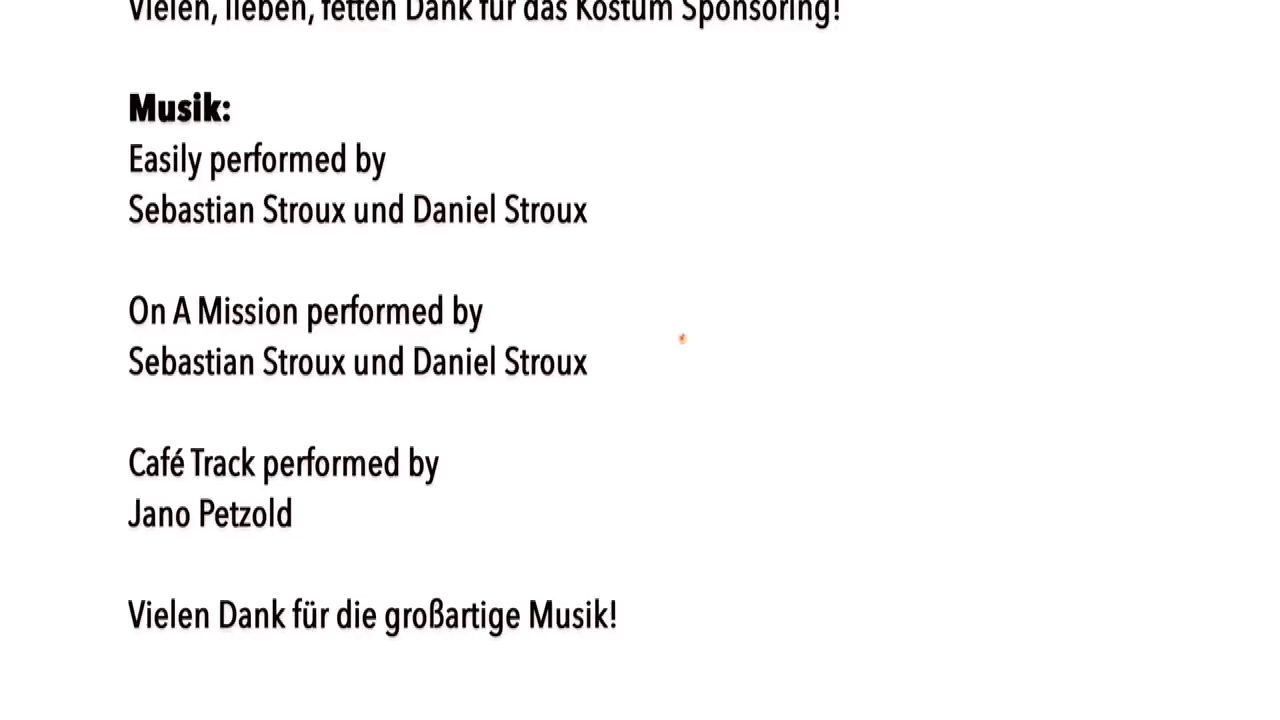 Vielen, lieben, fetten Dank für das Kostüm Sponsoring!
Musik:
Easily performed by
Sebastian Stroux und Daniel Stroux
On A Mission performed by
Sebastian Stroux und Daniel Stroux
Café Track performed by
Jano Petzold
Vielen Dank für die großartige Musik!